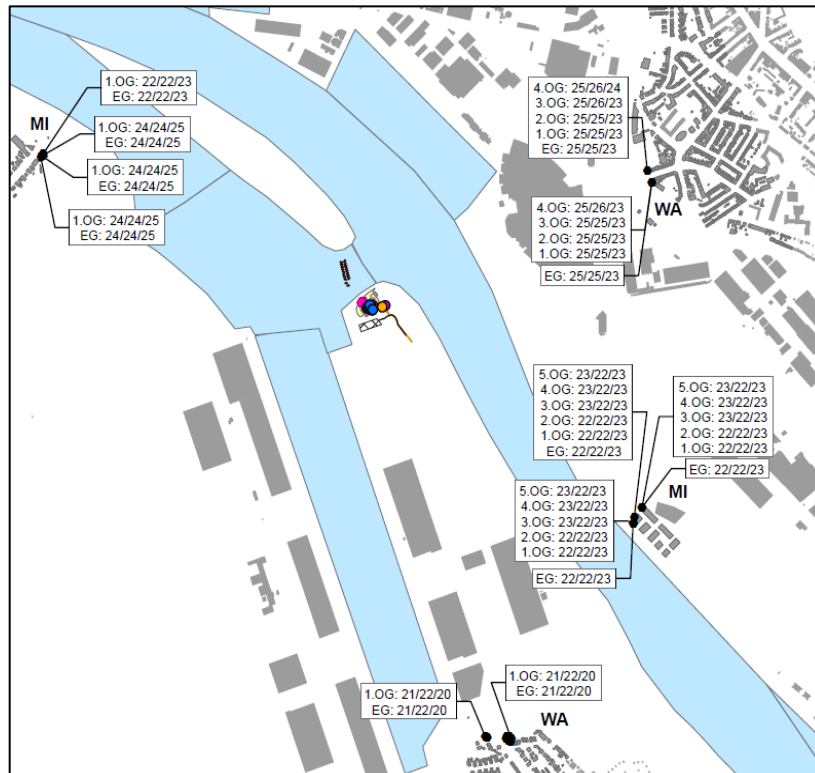 1.OG: 22/22/23
EG: 22/22/23
MI
1.OG: 24/24/25
EG: 24/24/25
1.OG: 24/24/25
EG: 24/24/25
1.OG: 24/24/25
EG: 24/24/25
4.OG: 25/26/24
3.OG: 25/26/23
2.OG: 25/25/23
1.OG: 25/25/23
EG: 25/25/23
WA
4.OG: 25/26/23
3.OG: 25/25/23
2.OG: 25/25/23
1.OG: 25/25/23
EG: 25/25/23
5.OG: 23/22/23
4.OG: 23/22/23
3.OG: 23/22/23
2.OG: 22/22/23
1.OG: 22/22/23
EG: 22/22/23
5.OG: 23/22/23
4.OG: 23/22/23
3.OG: 23/22/23
2.OG: 22/22/23
1.OG: 22/22/23
EG: 22/22/23
MI
5.OG: 23/22/23
4.OG: 23/22/23
3.OG: 23/22/23
2.OG: 22/22/23
1.OG: 22/22/23
EG: 22/22/23
1.OG: 21/22/20
EG: 21/22/20
1.OG: 21/22/20
EG: 21/22/20
WA